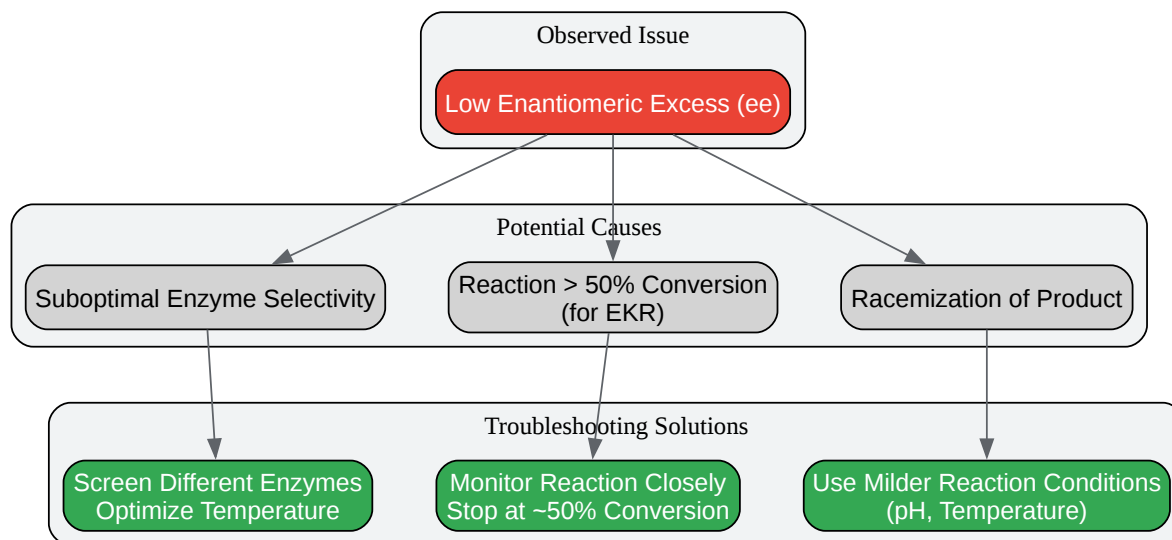 Observed Issue
Low Enantiomeric Excess (ee)
Potential Causes
Suboptimal Enzyme Selectivity
Reaction > 50% Conversion
(for EKR)
Racemization of Product
Troubleshooting Solutions
Screen Different Enzymes
Optimize Temperature
Monitor Reaction Closely
Stop at ~50% Conversion
Use Milder Reaction Conditions
(pH, Temperature)